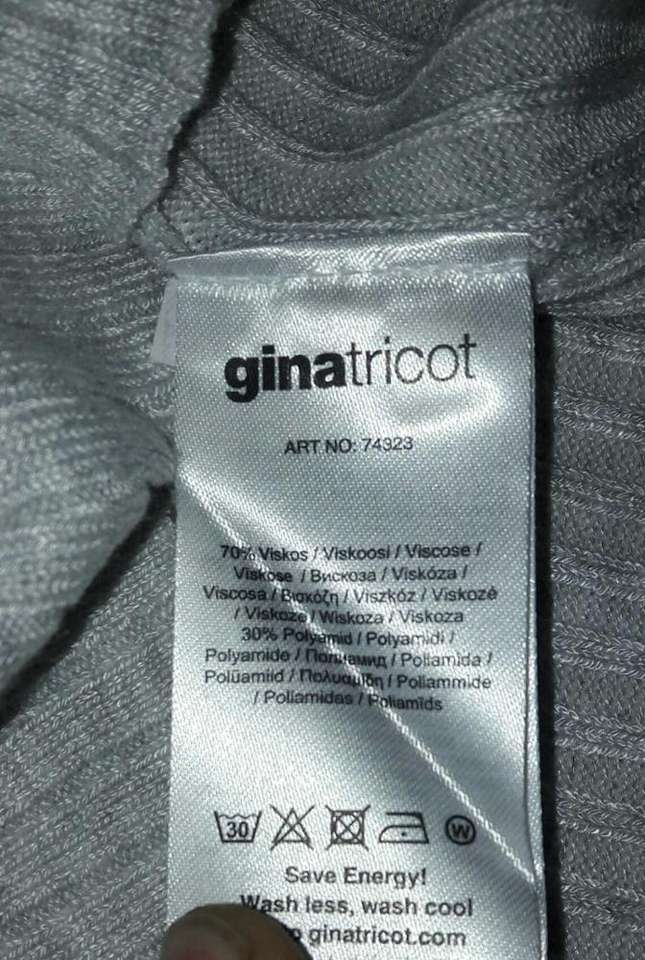 ginatricot
ART NO: 74323
70% Viskos / Viskoosi / Viscose /
Viskose / Вискоза / Viskóza /
Viscosa / Βισκόζη / Viszkóz / Viskozė
/ Viskoze / Wiskoza / Viskoza
30% Polyamid / Polyamidi /
Polyamide / Полиамид / Poliamida /
Polüamiid / Πολυαμίδη / Poliammide
/ Poliamidas / Poliamīds
30
W
Save Energy!
Wash less, wash cool
ginatricot.com